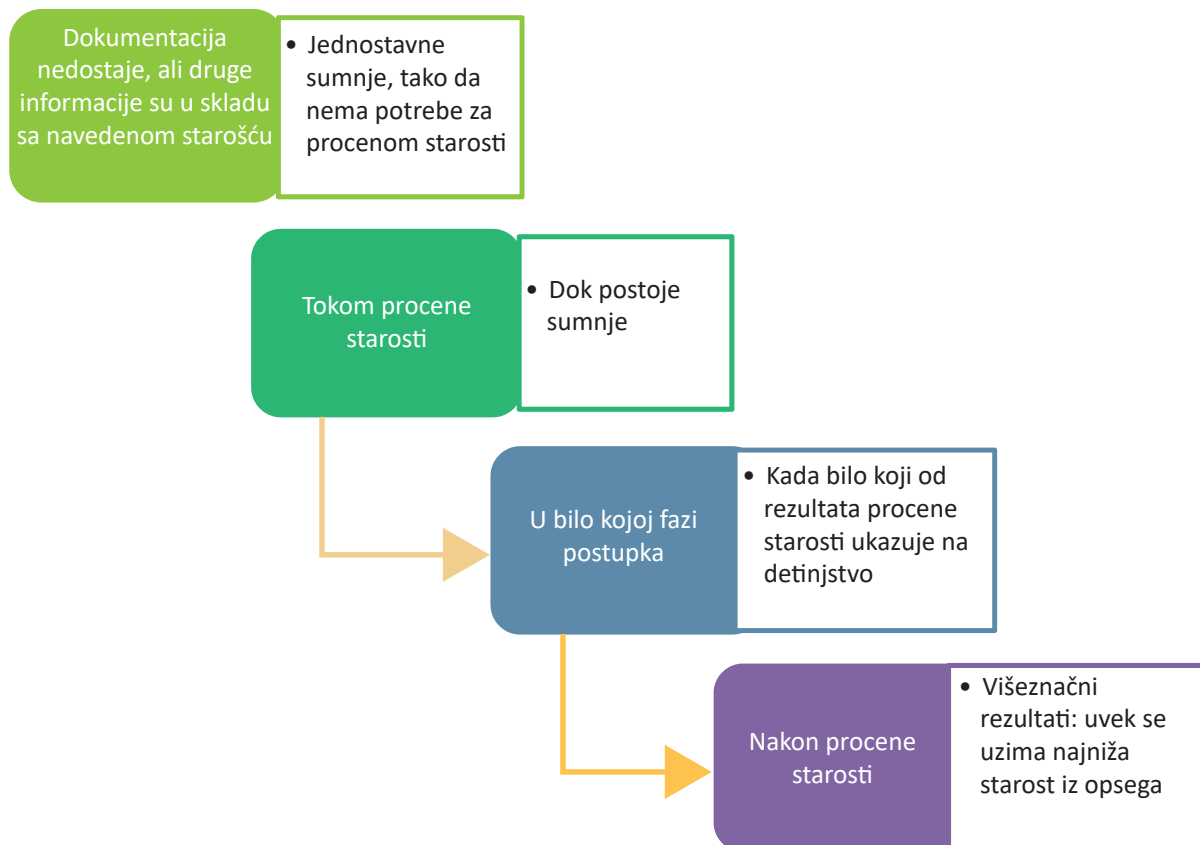 Dokumentacija
nedostaje, ali druge
informacije su u skladu
sa navedenom starošću
• Jednostavne
sumnje, tako da
nema potrebe za
procenom starosti
Tokom procene
starosti
• Dok postoje
sumnje
U bilo kojoj fazi
postupka
• Kada bilo koji od
rezultata procene
starosti ukazuje na
detinjstvo
Nakon procene
starosti
• Višeznačni
rezultati: uvek se
uzima najniža
starost iz opsega